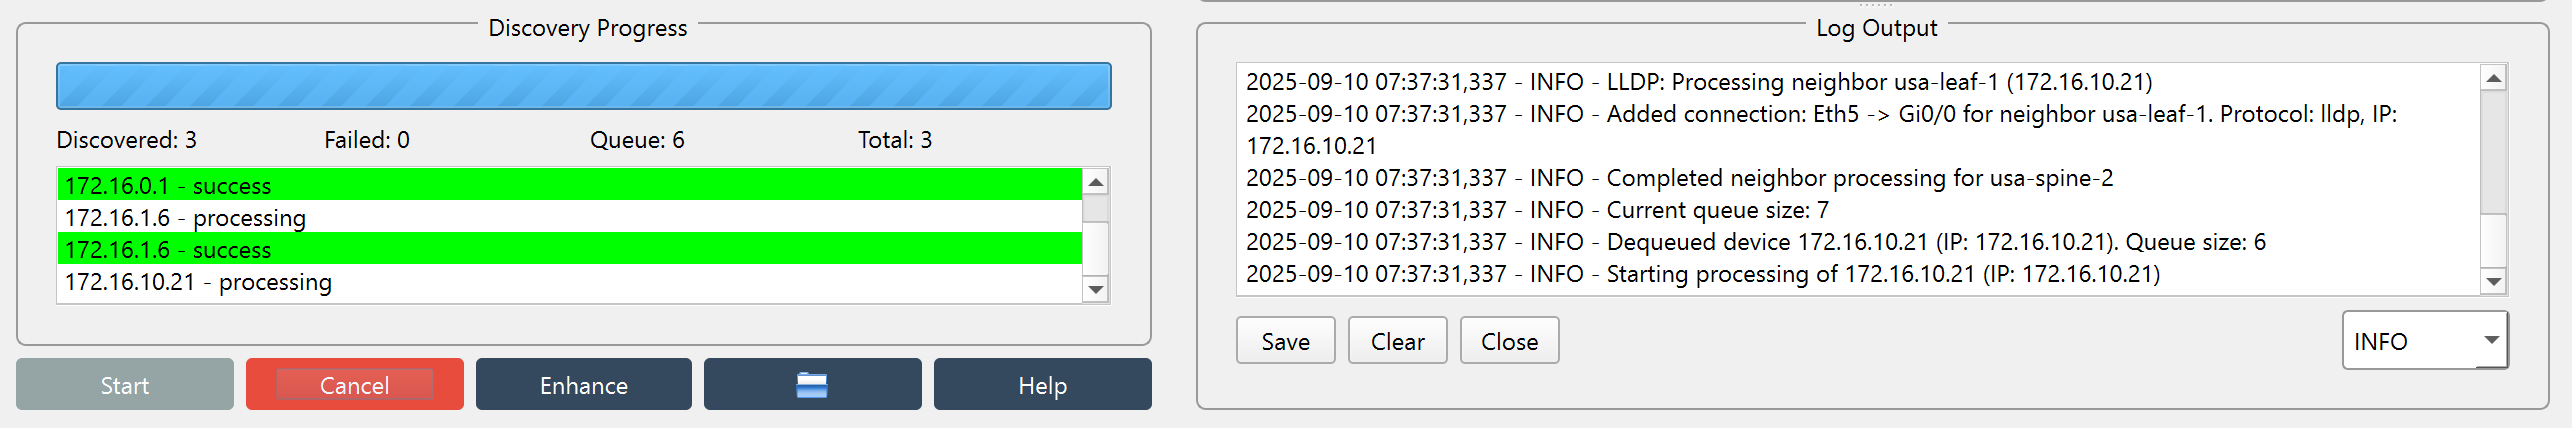 Discovery Progress
Discovered: 3 Failed: 0 Queue: 6 Total: 3
172.16.0.1 - success
172.16.1.6 - processing
172.16.1.6 - success
172.16.10.21 - processing
Start Cancel Enhance Help
Log Output
2025-09-10 07:37:31,337 - INFO - LLDP: Processing neighbor usa-leaf-1 (172.16.10.21)
2025-09-10 07:37:31,337 - INFO - Added connection: Eth5 -> Gi0/0 for neighbor usa-leaf-1. Protocol: lldp, IP:
172.16.10.21
2025-09-10 07:37:31,337 - INFO - Completed neighbor processing for usa-spine-2
2025-09-10 07:37:31,337 - INFO - Current queue size: 7
2025-09-10 07:37:31,337 - INFO - Dequeued device 172.16.10.21 (IP: 172.16.10.21). Queue size: 6
2025-09-10 07:37:31,337 - INFO - Starting processing of 172.16.10.21 (IP: 172.16.10.21)
Save Clear Close INFO